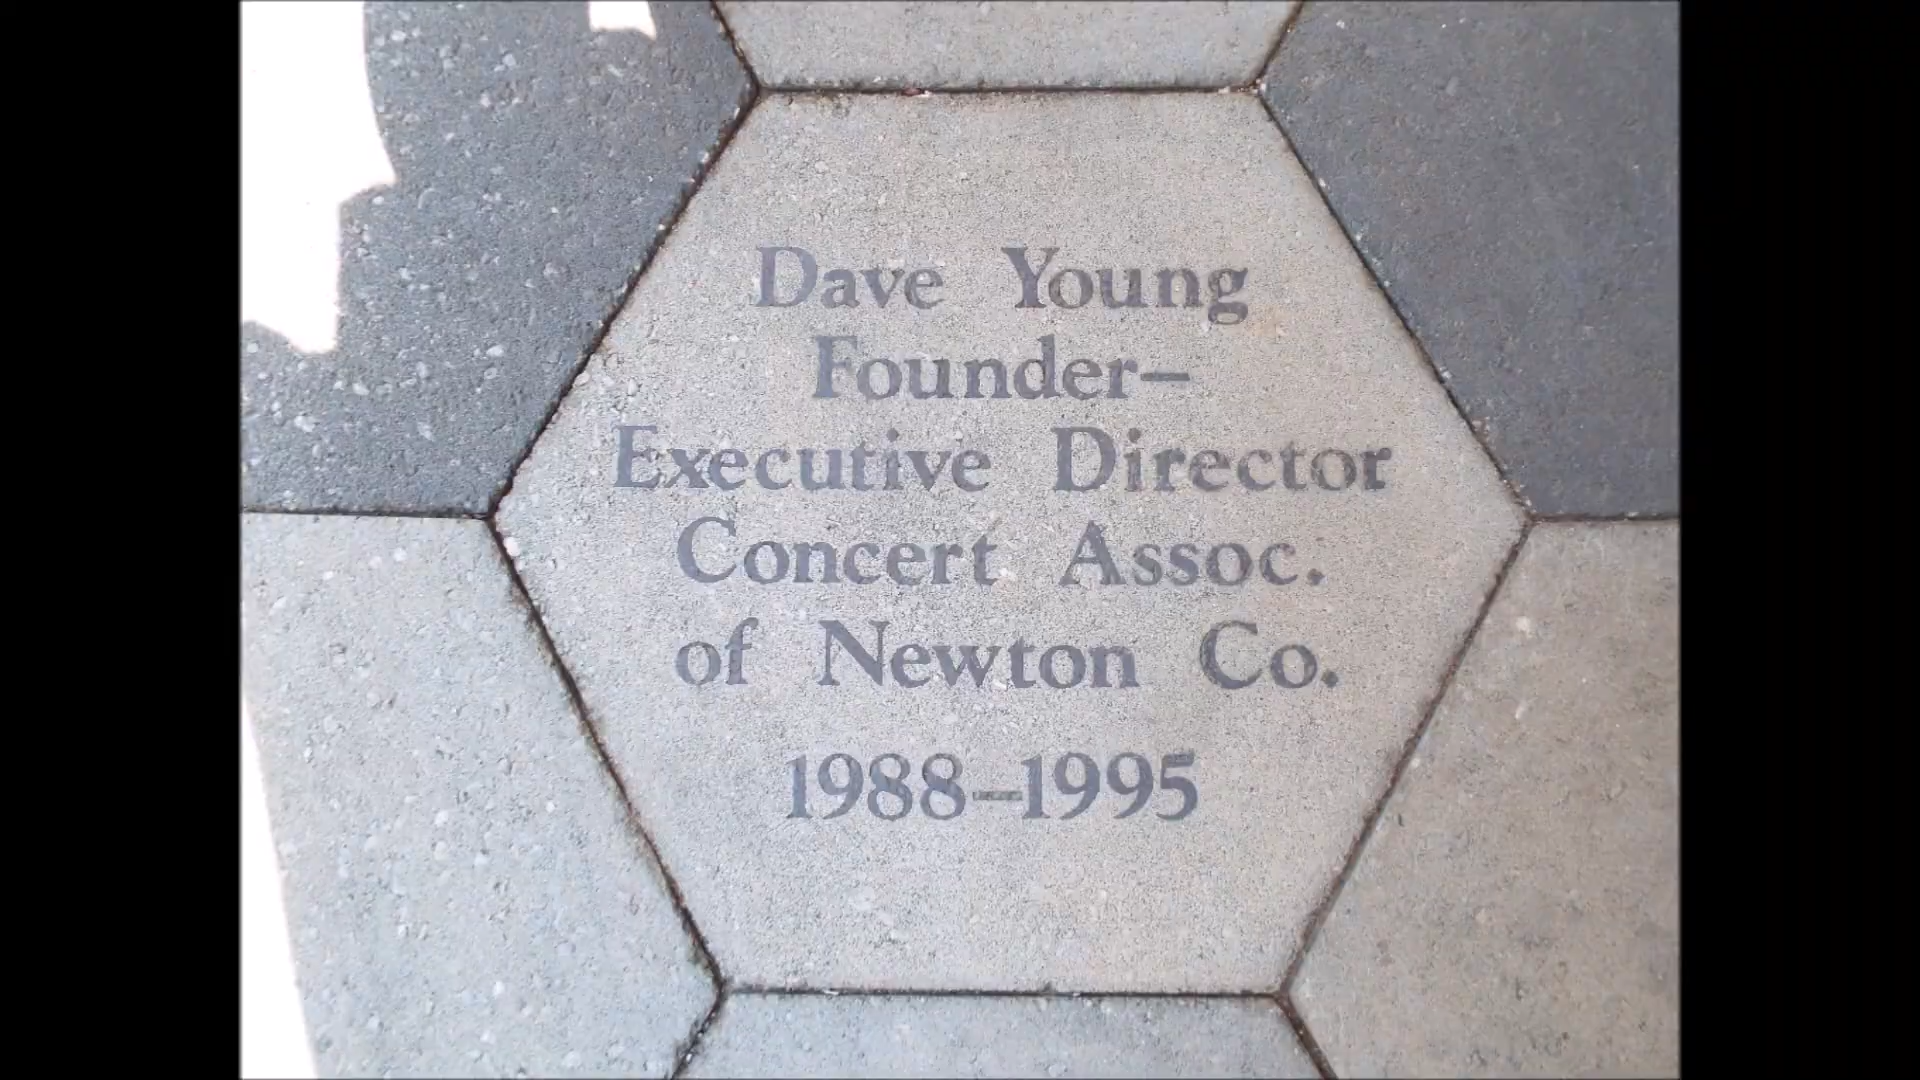 Dave Young
Founder–
Executive Director
Concert Assoc.
of Newton Co.
1988–1995